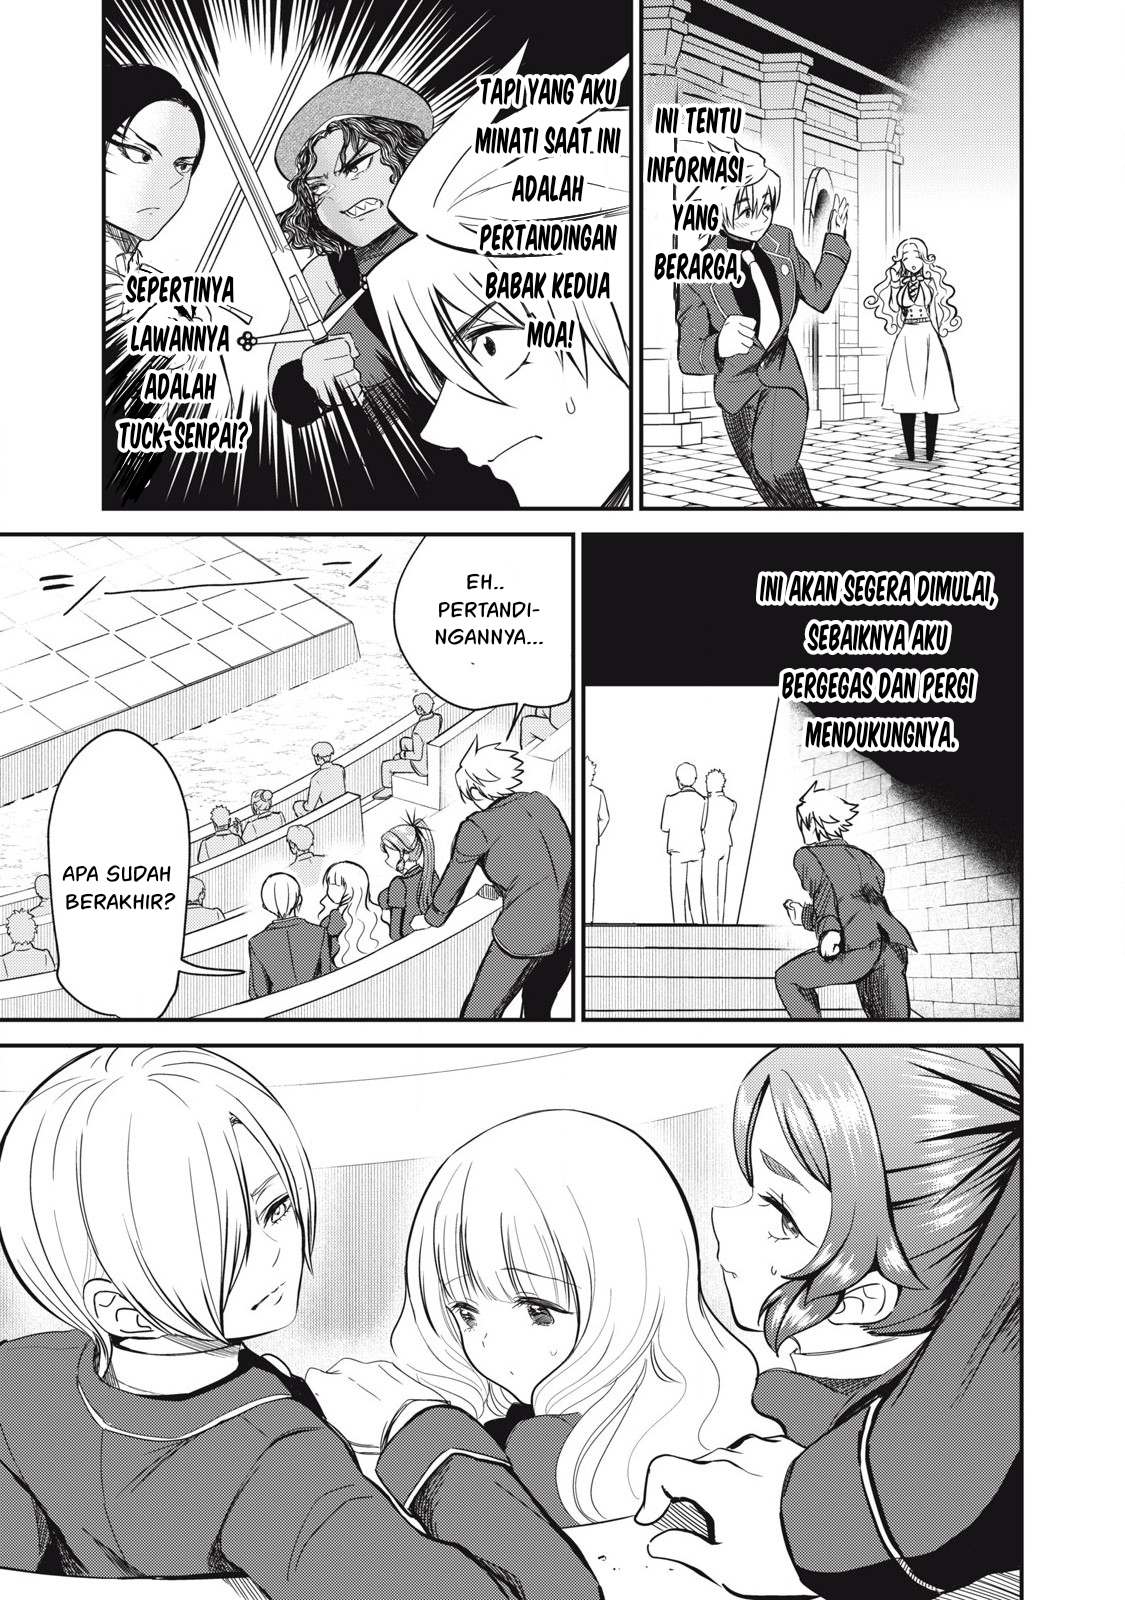 INI TENTU
INFORMASI
YANG
BERARGA,
TAPI YANG AKU
MINATI SAAT INI
ADALAH
PERTANDINGAN
BABAK KEDUA
MOA!
SEPERTINYA
LAWANNYA
ADALAH
TUCK-SENPAI?
INI AKAN SEGERA DIMULAI,
SEBAIKNYA AKU
BERGEGAS DAN PERGI
MENDUKUNGNYA.
EH..
PERTANDI-
NGANNYA...
APA SUDAH
BERAKHIR?